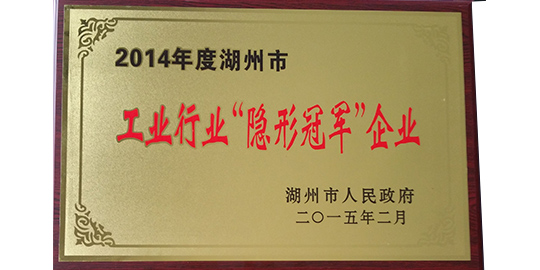 2014年度湖州市
工业行业“隐形冠军”企业
湖州市人民政府
二〇一五年二月